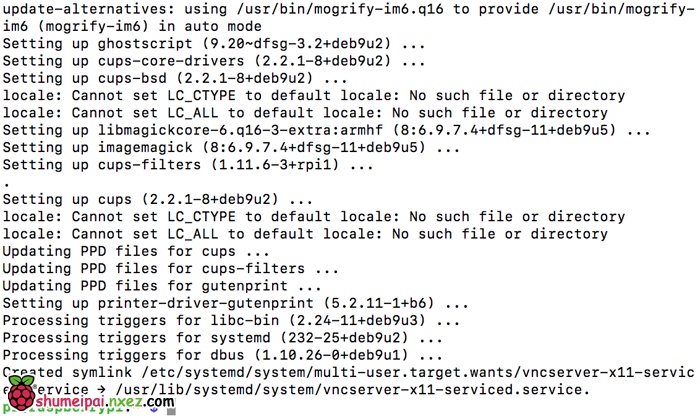 update-alternatives: using /usr/bin/mogrify-im6.q16 to provide /usr/bin/mogrify-
im6 (mogrify-im6) in auto mode
Setting up ghostscript (9.20~dfsg-3.2+deb9u2) ...
Setting up cups-core-drivers (2.2.1-8+deb9u2) ...
Setting up cups-bsd (2.2.1-8+deb9u2) ...
locale: Cannot set LC_CTYPE to default locale: No such file or directory
locale: Cannot set LC_ALL to default locale: No such file or directory
Setting up libmagickcore-6.q16-3-extra:armhf (8:6.9.7.4+dfsg-11+deb9u5) ...
Setting up imagemagick (8:6.9.7.4+dfsg-11+deb9u5) ...
Setting up cups-filters (1.11.6-3+rpi1) ...
.
Setting up cups (2.2.1-8+deb9u2) ...
locale: Cannot set LC_CTYPE to default locale: No such file or directory
locale: Cannot set LC_ALL to default locale: No such file or directory
Updating PPD files for cups ...
Updating PPD files for cups-filters ...
Updating PPD files for gutenprint ...
Setting up printer-driver-gutenprint (5.2.11-1+b6) ...
Processing triggers for libc-bin (2.24-11+deb9u3) ...
Processing triggers for systemd (232-25+deb9u2) ...
Processing triggers for dbus (1.10.26-0+deb9u1) ...
Created symlink /etc/systemd/system/multi-user.target.wants/vncserver-x11-servic
→ /usr/lib/systemd/system/vncserver-x11-serviced.service.
shumeipai.nxez.com
$